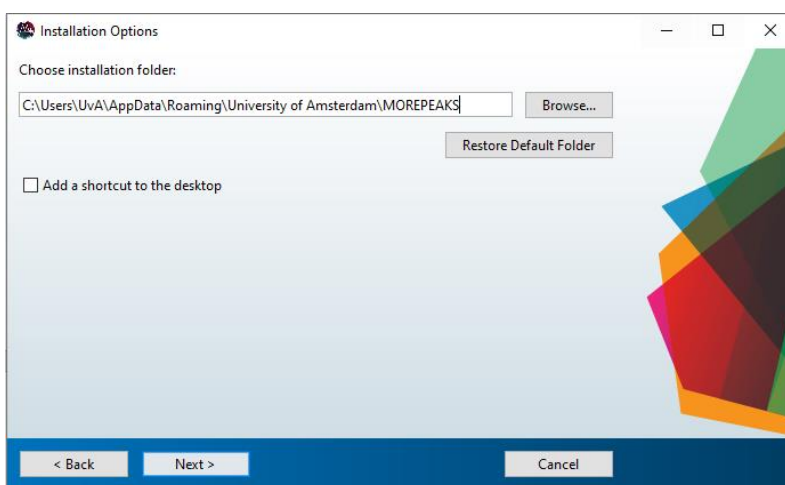 Installation Options
Choose installation folder:
C:\Users\UvA\AppData\Roaming\University of Amsterdam\MOREPEAKS
Browse...
Restore Default Folder
Add a shortcut to the desktop
< Back Next > Cancel